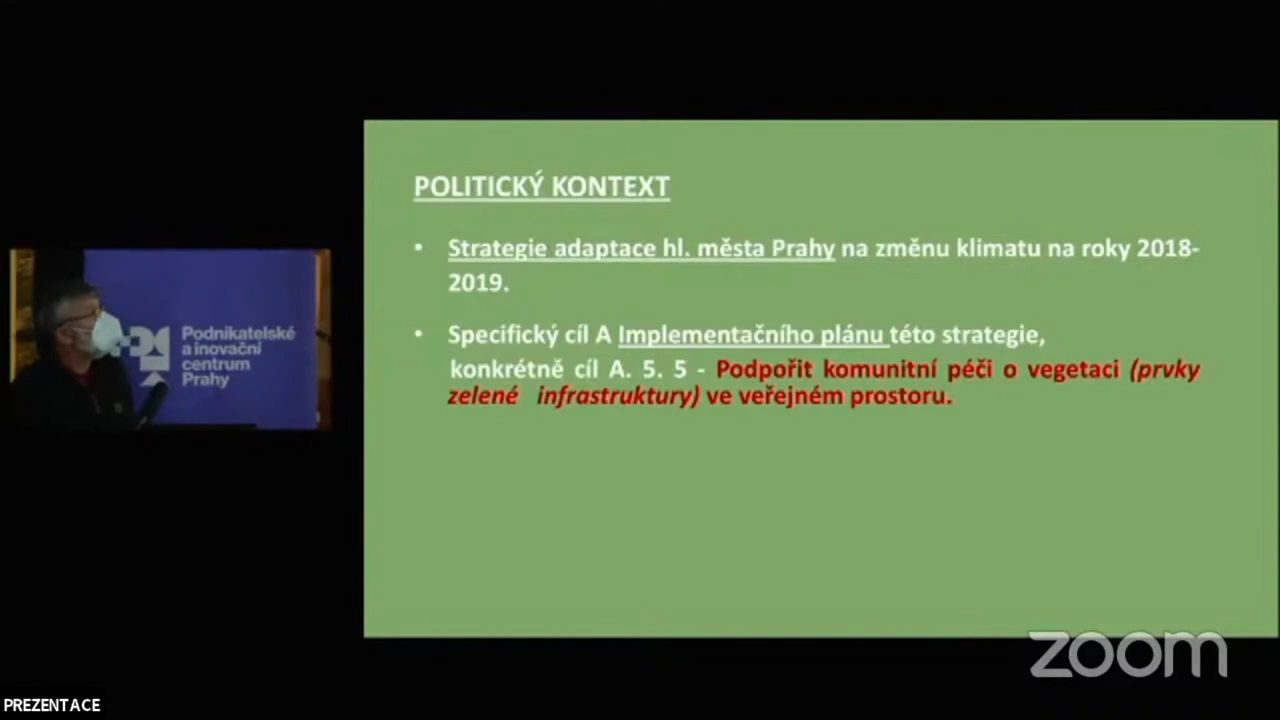 POLITICKÝ KONTEXT
• Strategie adaptace hl. města Prahy na změnu klimatu na roky 2018-
2019.
• Specifický cíl A Implementačního plánu této strategie,
konkrétně cíl A. 5. 5 - Podpořit komunitní péči o vegetaci (prvky
zelené infrastruktury) ve veřejném prostoru.
Podnikatelské
a inovační
centrum
Prahy
zoom
PREZENTACE